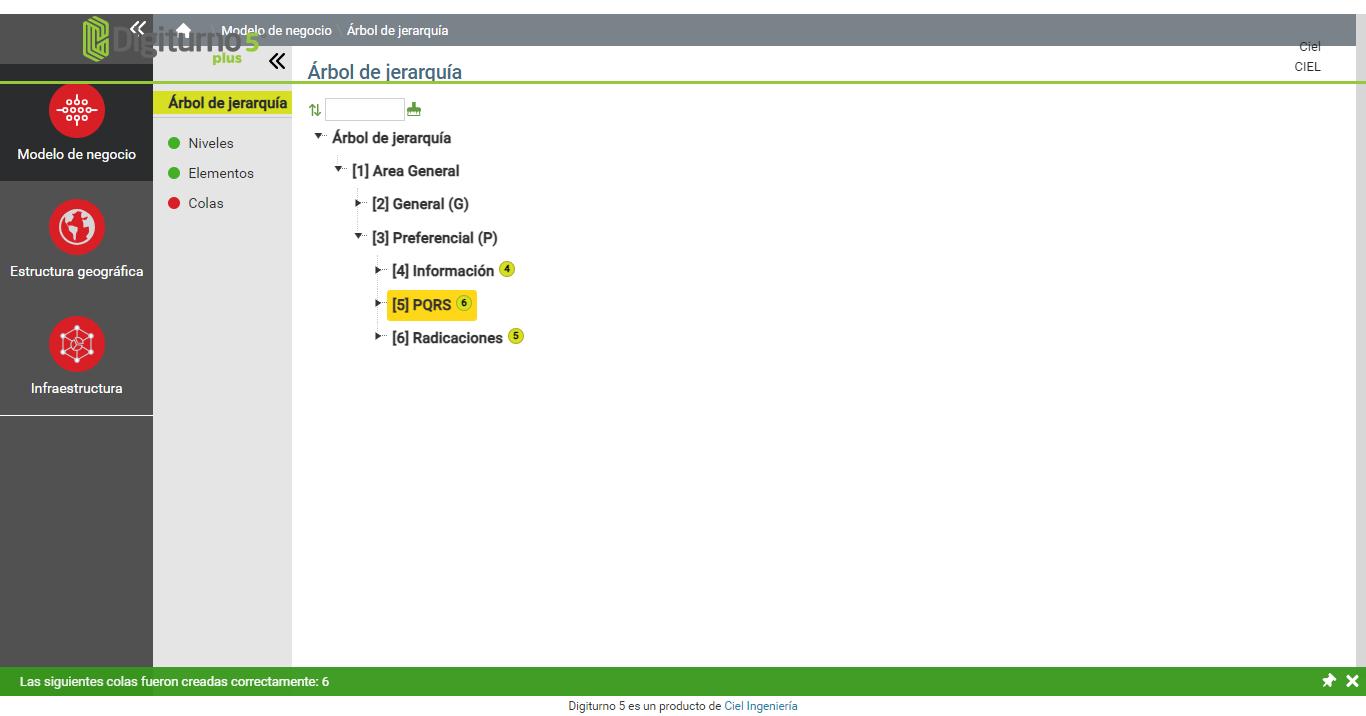 Digiturno 5
plus
Modelo de negocio Árbol de jerarquía
Ciel
CIEL
Modelo de negocio
Estructura geográfica
Infraestructura
Árbol de jerarquía
Niveles
Elementos
Colas
Árbol de jerarquía
Árbol de jerarquía
[1] Area General
[2] General (G)
[3] Preferencial (P)
[4] Información 4
[5] PQRS 6
[6] Radicaciones 5
Las siguientes colas fueron creadas correctamente: 6
Digiturno 5 es un producto de Ciel Ingeniería